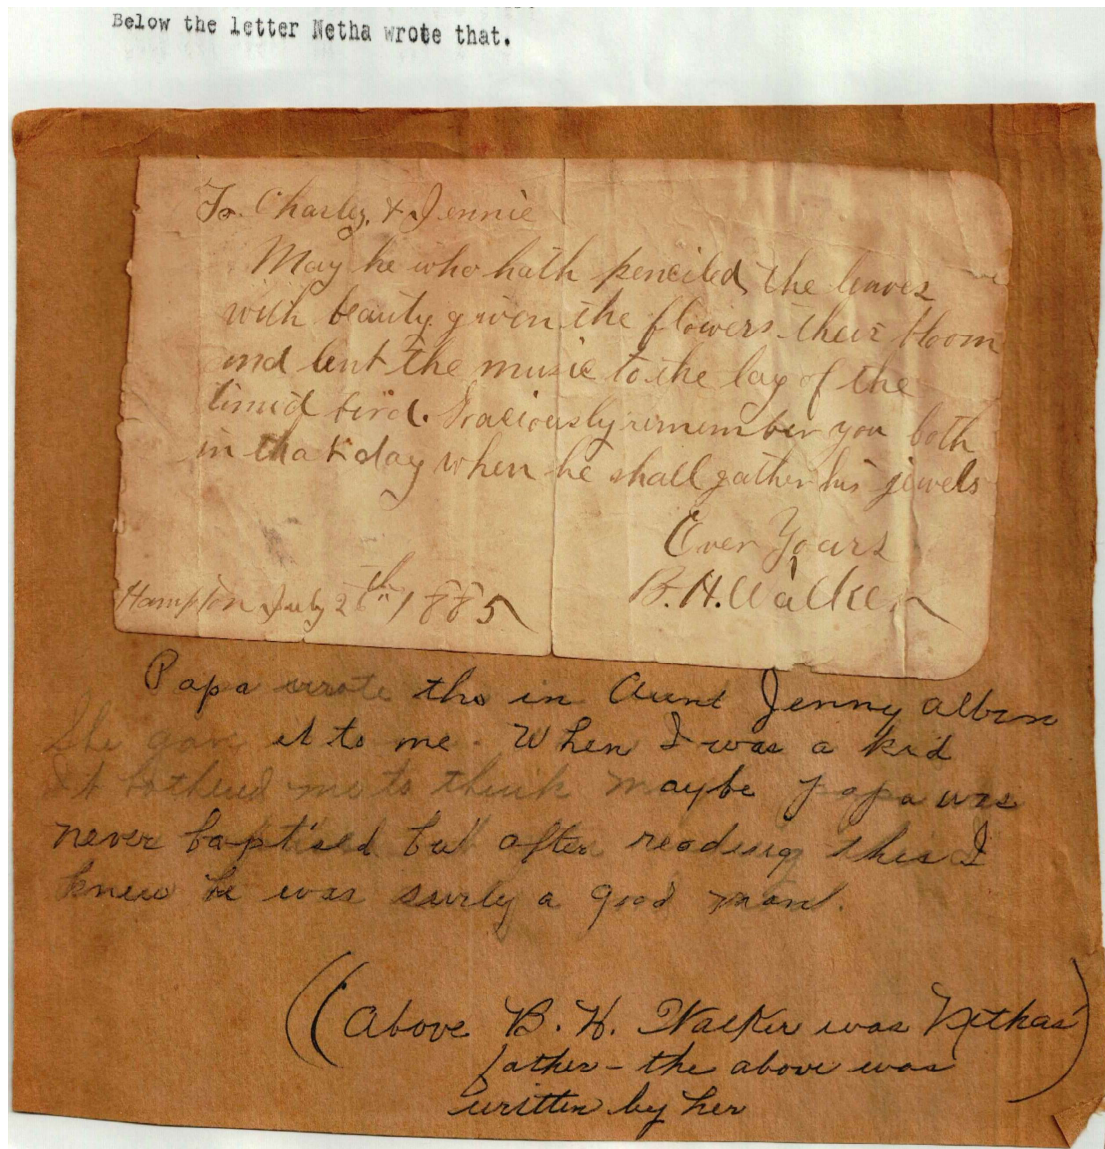 Below the letter Netha wrote that.
To. Charley, & Jennie
May he who hath penciled, the leaves
with beauty given the flowers their bloom
and lent the music to the lay of the
timid bird. Graciously remember you both
in that day when he shall gather his jewels
Ever Yours
B. H. Walker
Hampton July 26th 1885
Papa wrote this in Aunt Jenny albun
She gave it to me. When I was a kid
It bothered me to think maybe papa was
never baptised but after reading this I
knew he was surly a good man.
((Above B. H. Walker was Nethas'
father - the above was
written by her)